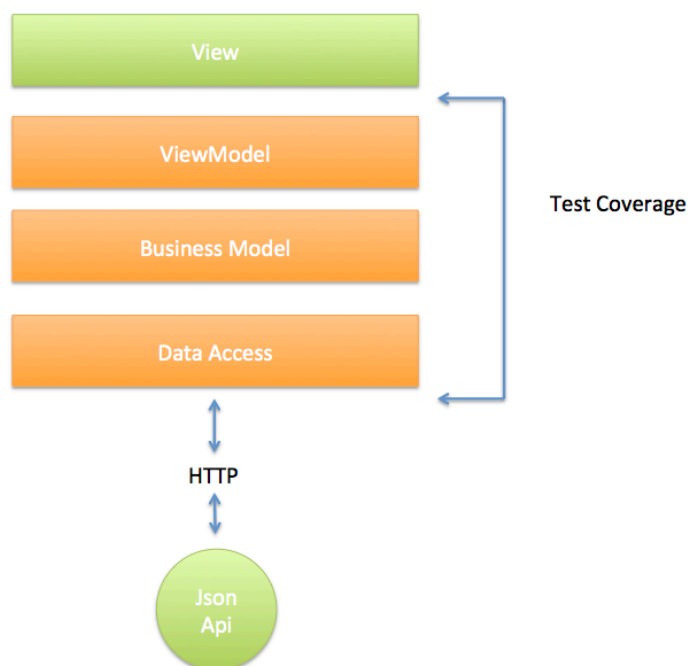 View
ViewModel
Test Coverage
Business Model
Data Access
HTTP
Json
Api